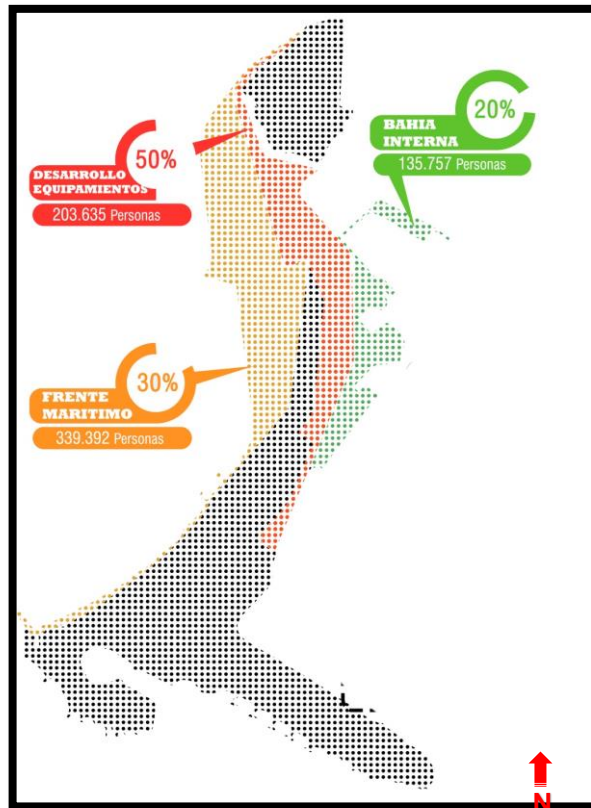 20%
BAHIA
INTERNA
135.757 Personas
50%
DESARROLLO
EQUIPAMIENTOS
203.635 Personas
30%
FRENTE
MARITIMO
339.392 Personas
N